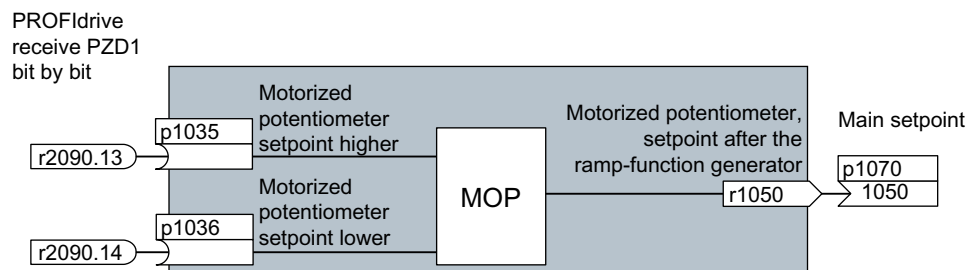 PROFIdrive
receive PZD1
bit by bit
r2090.13
p1035
Motorized
potentiometer
setpoint higher
r2090.14
p1036
Motorized
potentiometer
setpoint lower
MOP
Motorized potentiometer,
setpoint after the
ramp-function generator
r1050
Main setpoint
p1070
1050